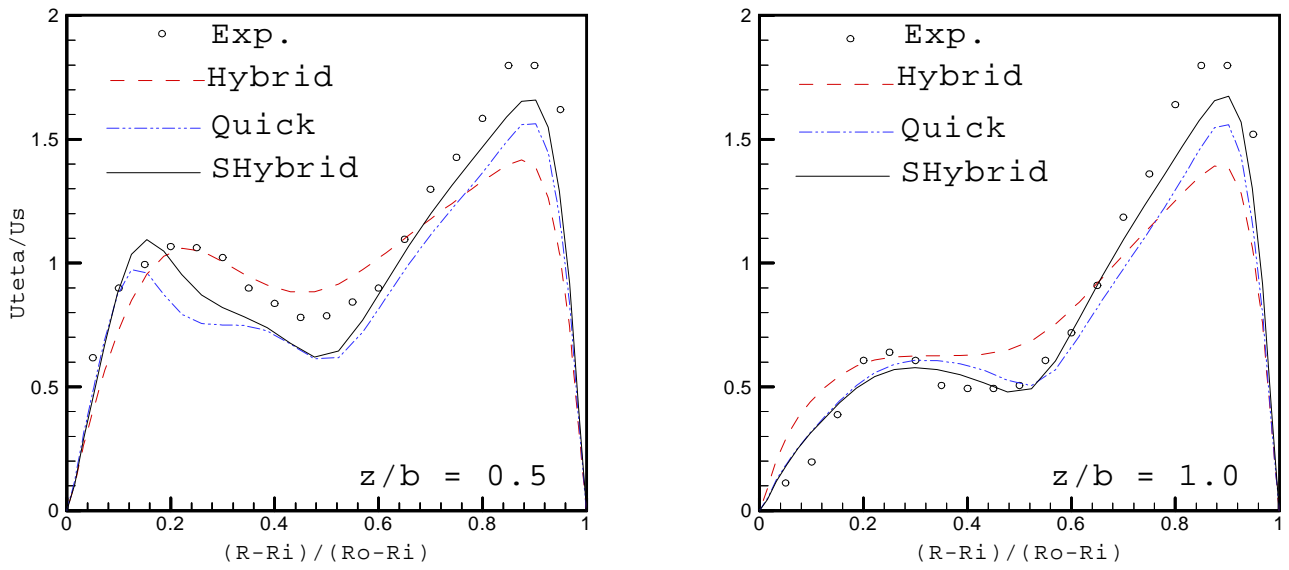 2
1.5
1
0.5
0
Uteta/Us
Exp.
Hybrid
Quick
SHybrid
z/b = 0.5
0 0.2 0.4 0.6 0.8 1
(R-Ri)/(Ro-Ri)
2
1.5
1
0.5
0
Exp.
Hybrid
Quick
SHybrid
z/b = 1.0
0 0.2 0.4 0.6 0.8 1
(R-Ri)/(Ro-Ri)